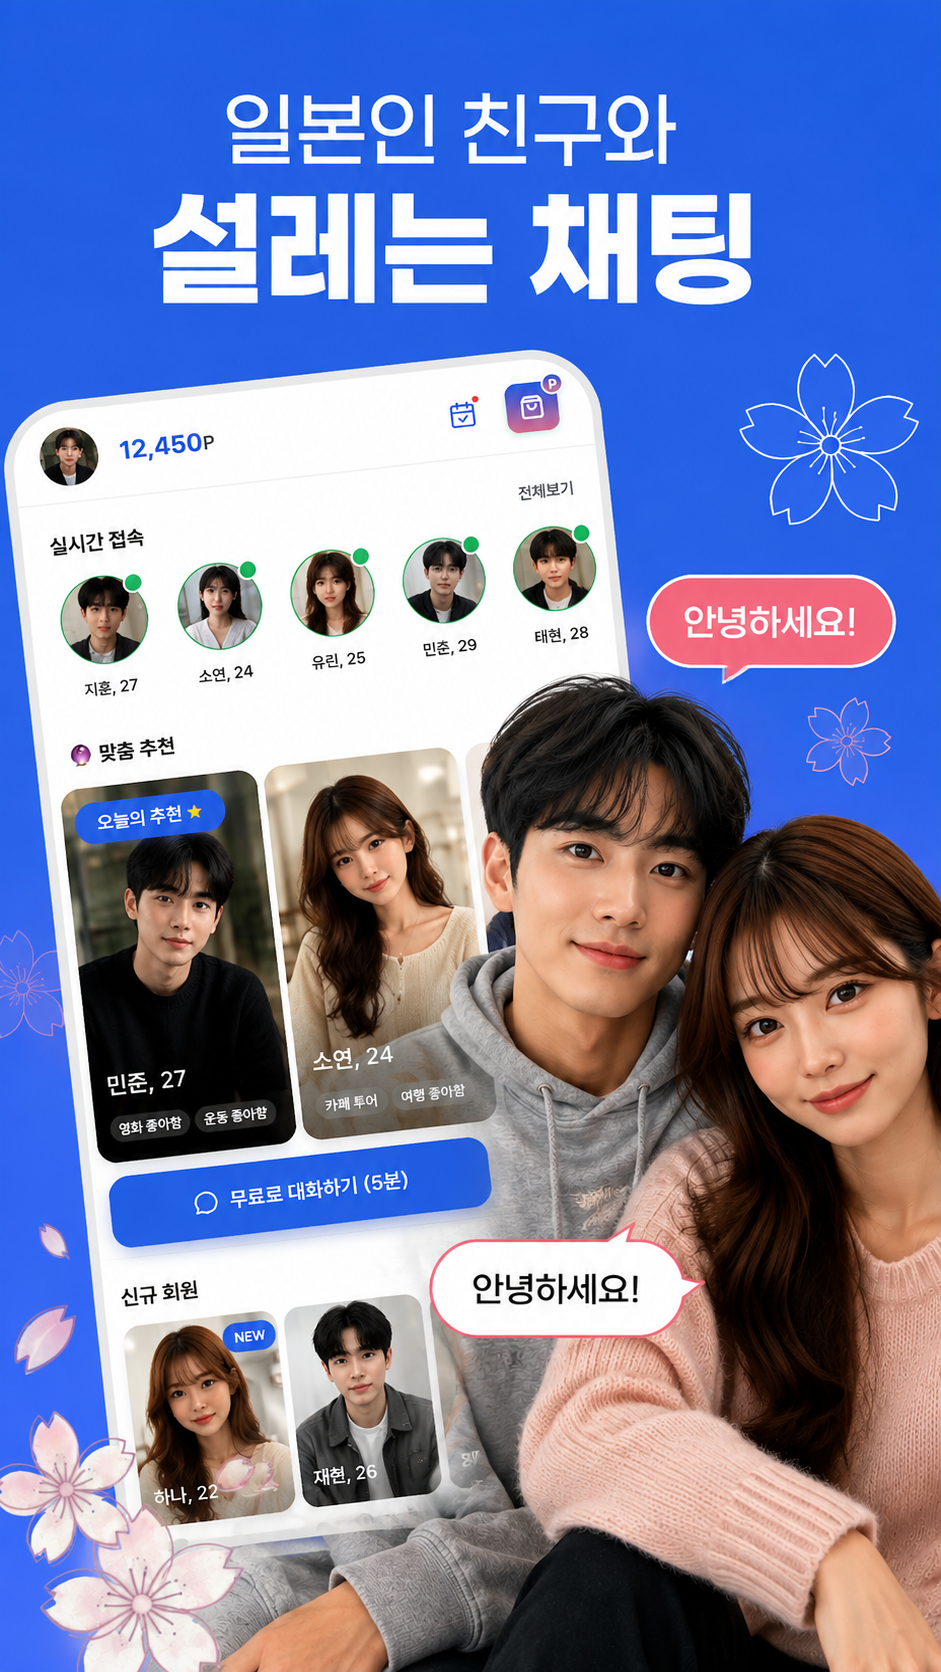 일본인 친구와
설레는 채팅
12,450P
P
전체보기
실시간 접속
지훈, 27
소연, 24
유린, 25
민춘, 29
태현, 28
안녕하세요!
맞춤 추천
오늘의 추천
민준, 27
영화 좋아함
운동 좋아함
소연, 24
카페 투어
여행 좋아함
무료로 대화하기 (5분)
안녕하세요!
신규 회원
NEW
하나, 22
재현, 26